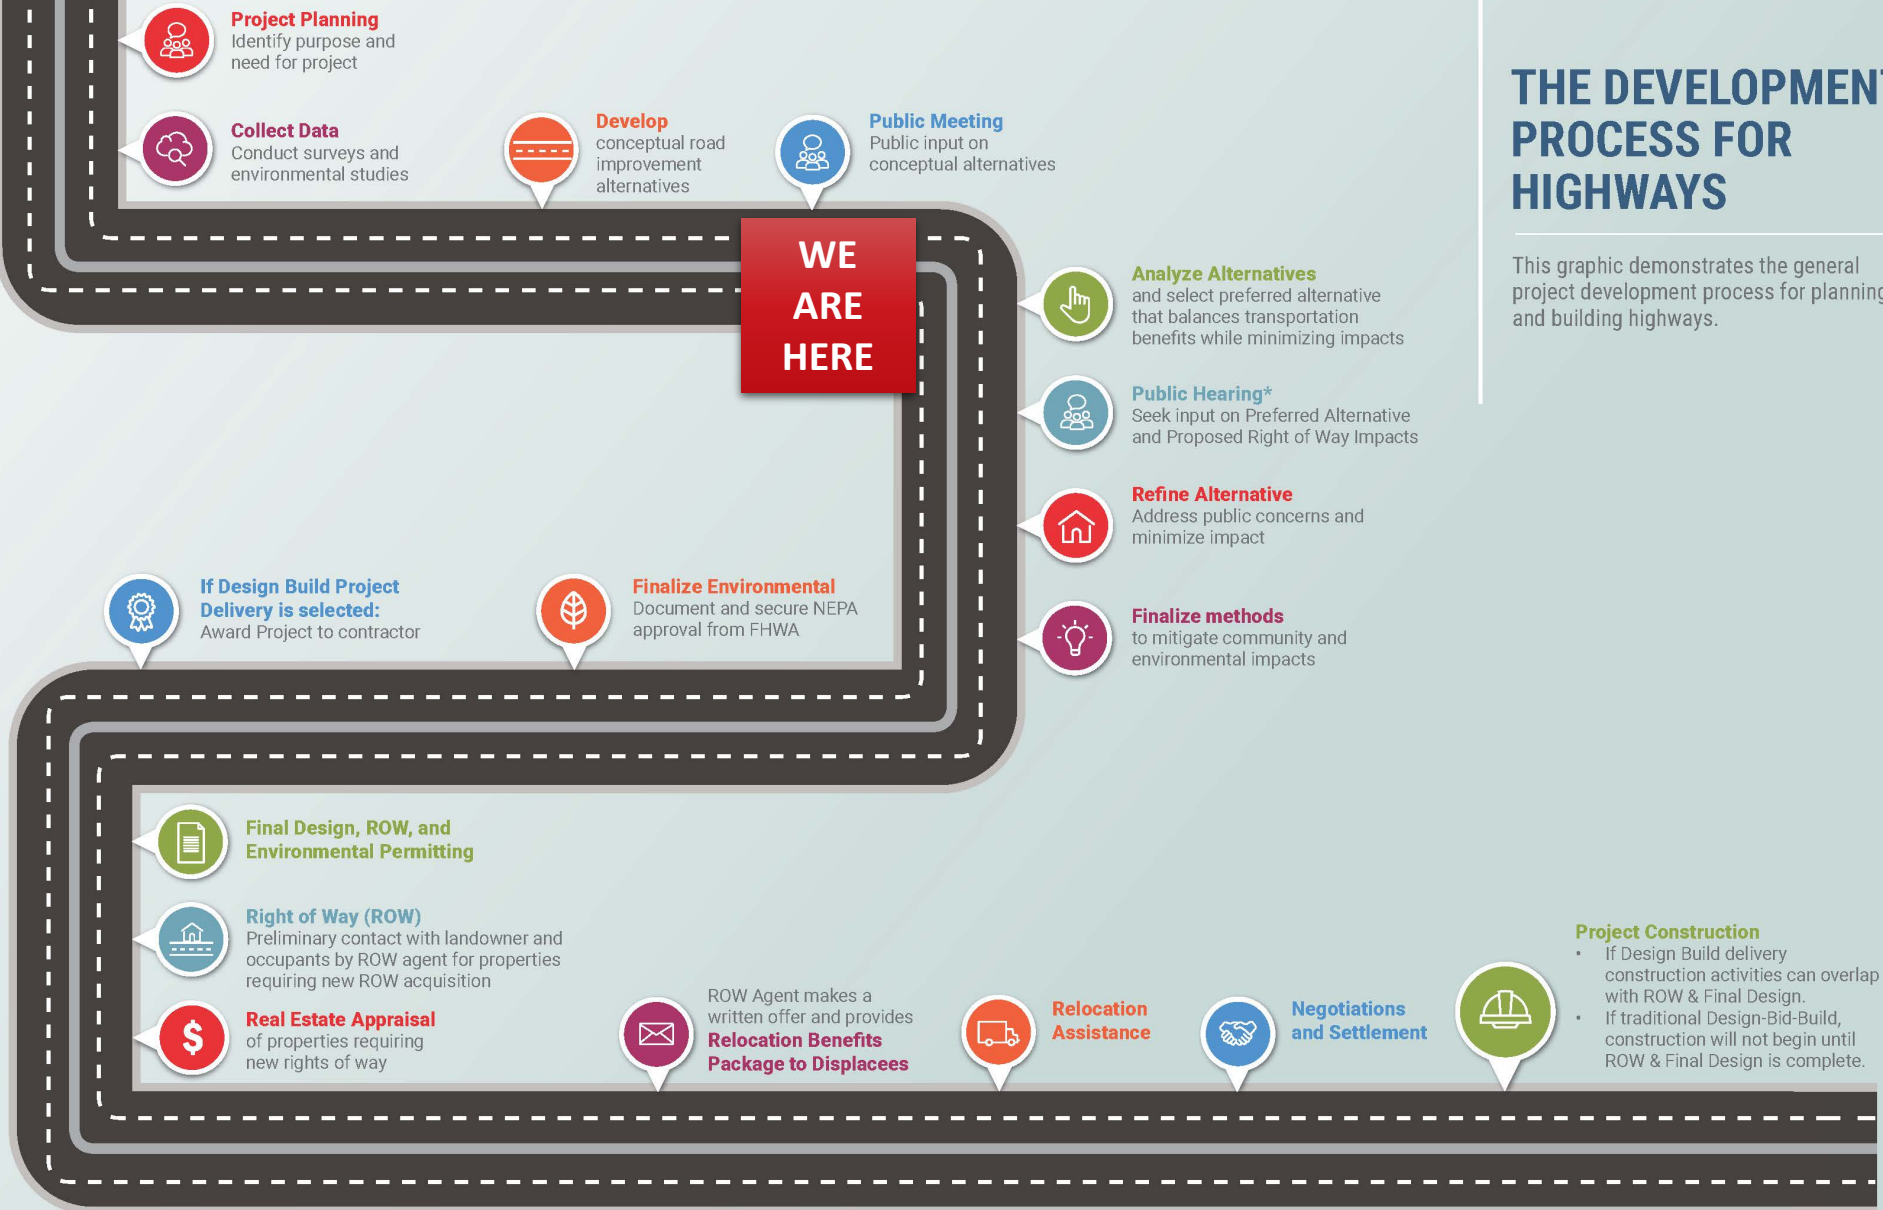 Project Planning
Identify purpose and
need for project
Collect Data
Conduct surveys and
environmental studies
Develop
conceptual road
improvement
alternatives
Public Meeting
Public input on
conceptual alternatives
THE DEVELOPMENT
PROCESS FOR
HIGHWAYS
This graphic demonstrates the general
project development process for planning
and building highways.
WE
ARE
HERE
Analyze Alternatives
and select preferred alternative
that balances transportation
benefits while minimizing impacts
Public Hearing*
Seek input on Preferred Alternative
and Proposed Right of Way Impacts
Refine Alternative
Address public concerns and
minimize impact
Finalize methods
to mitigate community and
environmental impacts
Finalize Environmental
Document and secure NEPA
approval from FHWA
If Design Build Project
Delivery is selected:
Award Project to contractor
Final Design, ROW, and
Environmental Permitting
Right of Way (ROW)
Preliminary contact with landowner and
occupants by ROW agent for properties
requiring new ROW acquisition
Real Estate Appraisal
of properties requiring
new rights of way
$
ROW Agent makes a
written offer and provides
Relocation Benefits
Package to Displacees
Relocation
Assistance
Negotiations
and Settlement
Project Construction
• If Design Build delivery
construction activities can overlap
with ROW & Final Design.
• If traditional Design-Bid-Build,
construction will not begin until
ROW & Final Design is complete.